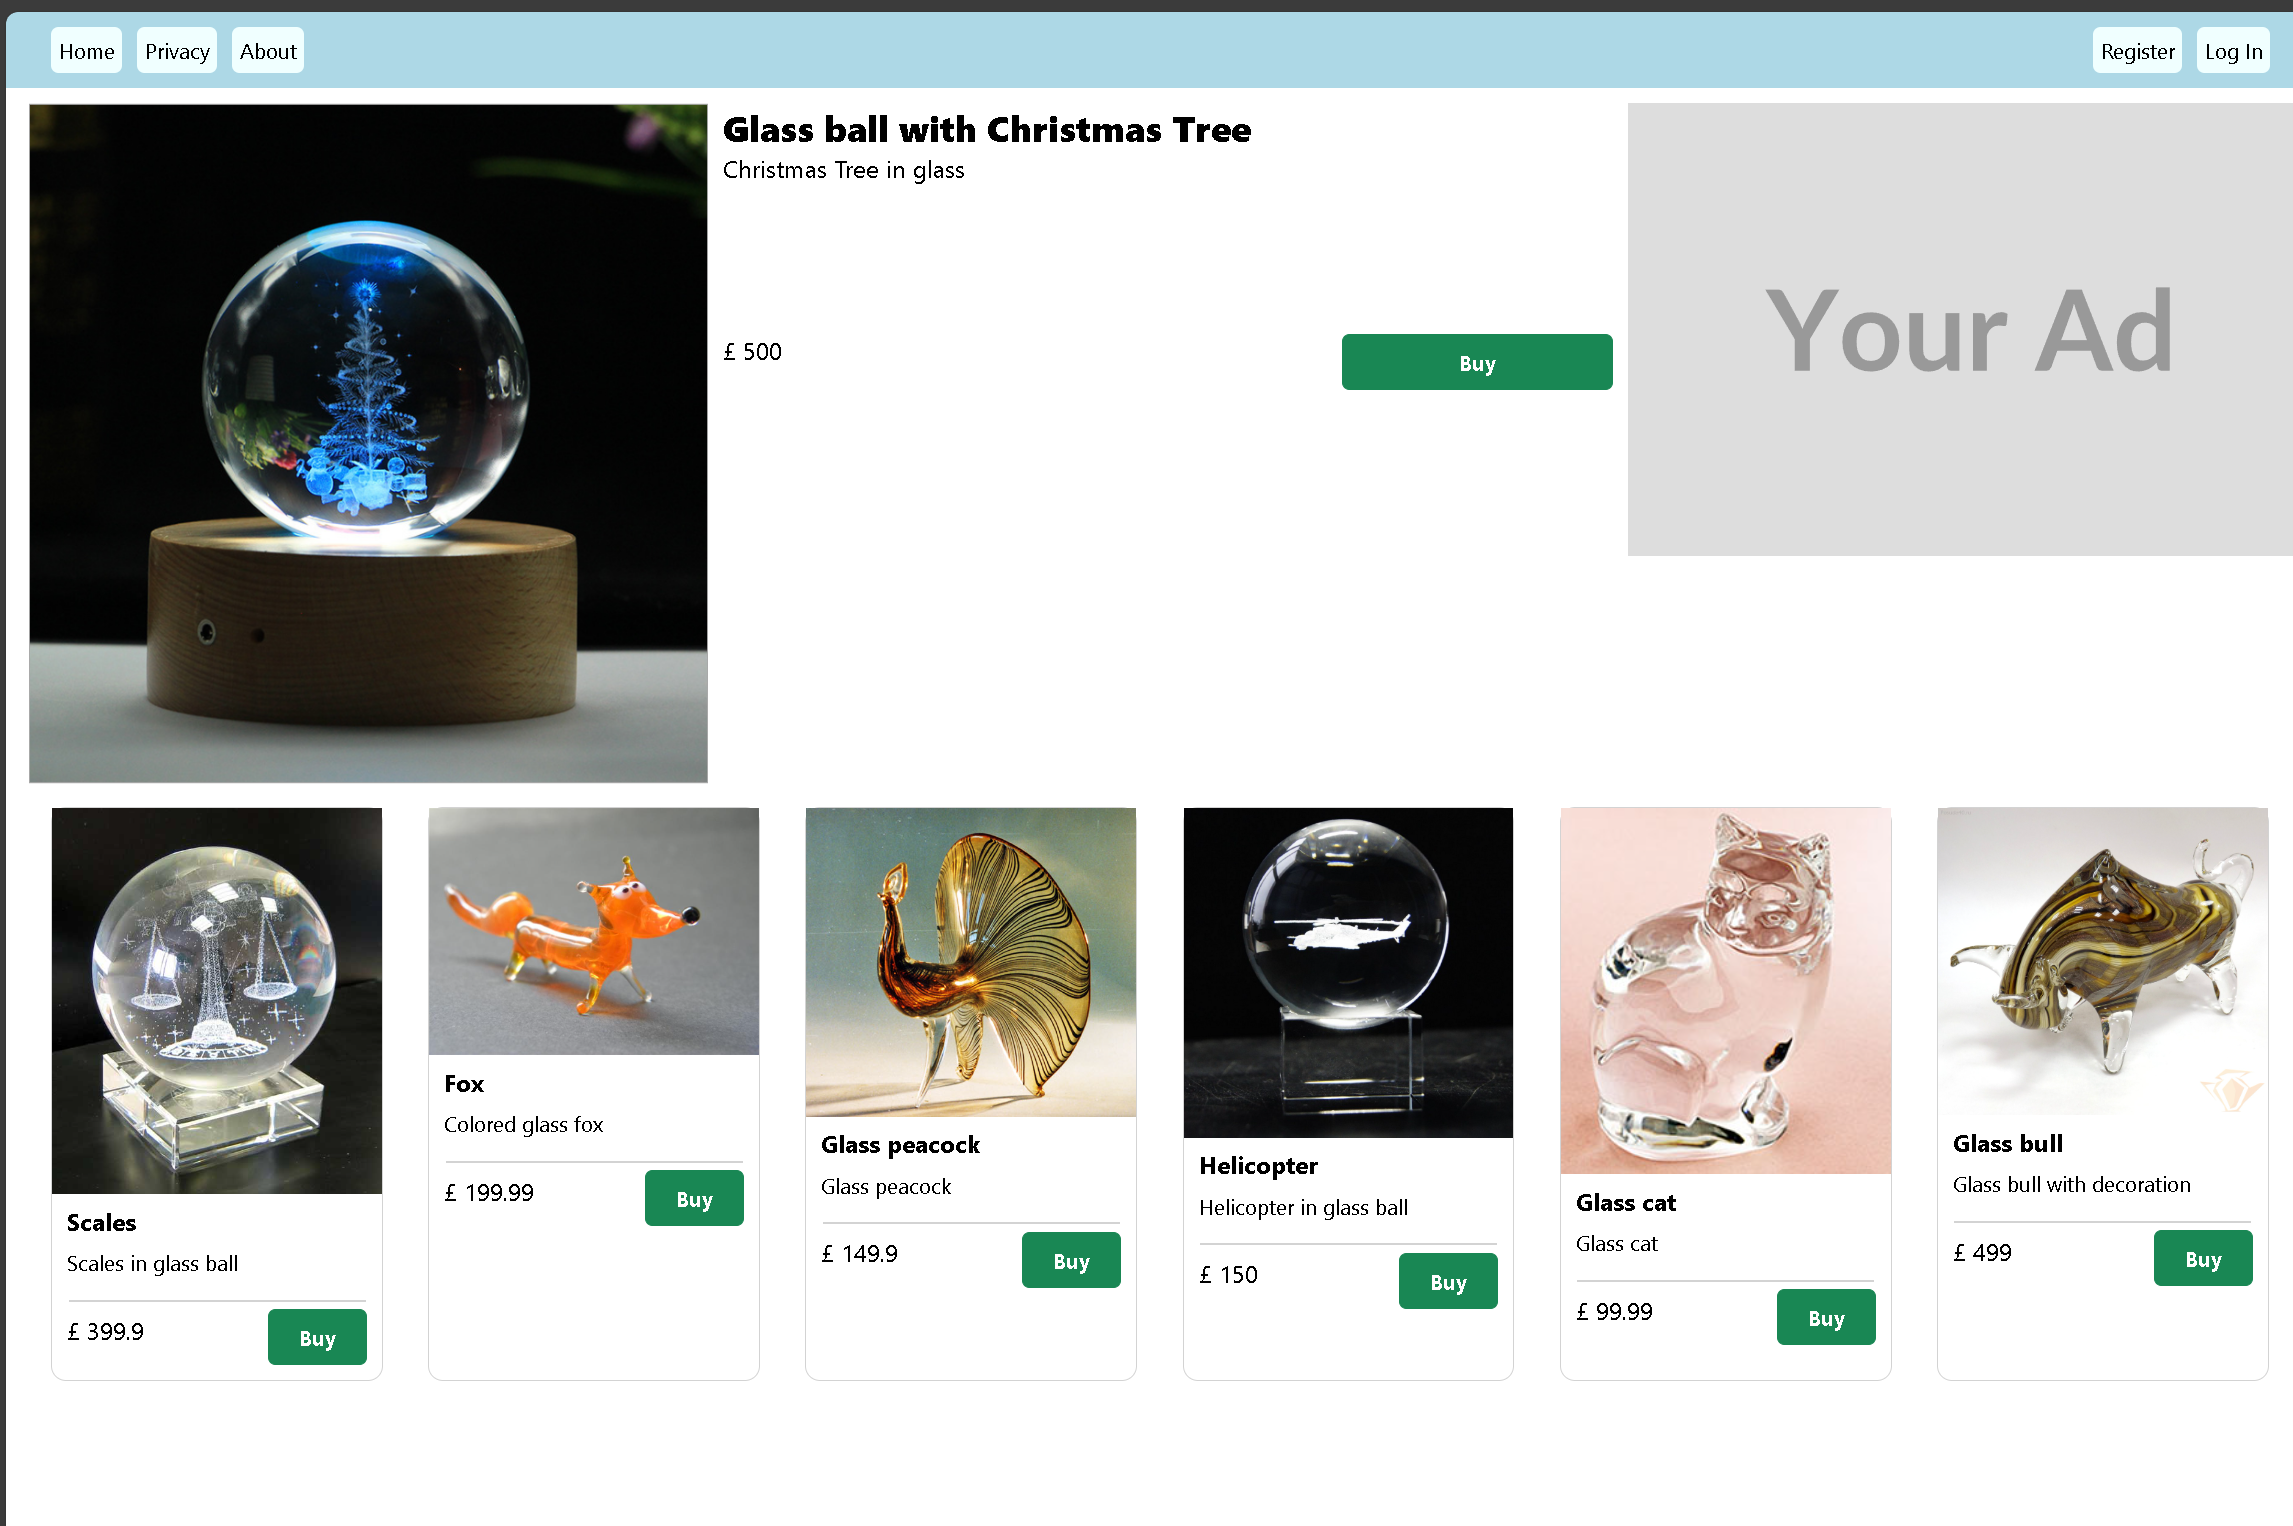 Home Privacy About Register Log In
Glass ball with Christmas Tree
Christmas Tree in glass
£ 500 Buy
Your Ad
Scales
Scales in glass ball
£ 399.9 Buy
Fox
Colored glass fox
£ 199.99 Buy
Glass peacock
Glass peacock
£ 149.9 Buy
Helicopter
Helicopter in glass ball
£ 150 Buy
Glass cat
Glass cat
£ 99.99 Buy
Glass bull
Glass bull with decoration
£ 499 Buy